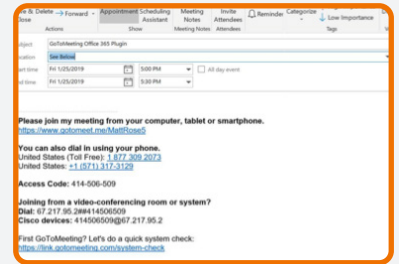 Save & Delete → Forward Appointment Scheduling Meeting Invite Reminder Categorize
Close Assistant Notes Attendees Low Importance
Actions Show Meeting Notes Attendees Tags
Subject GoToMeeting Office 365 Plugin
Location See Below
Start time Fri 1/25/2019 5:00 PM All day event
End time Fri 1/25/2019 5:30 PM
Please join my meeting from your computer, tablet or smartphone.
https://www.gotomeet.me/MattRose5
You can also dial in using your phone.
United States (Toll Free): 1 877 309 2073
United States: +1 (571) 317-3129
Access Code: 414-506-509
Joining from a video-conferencing room or system?
Dial: 67.217.95.2##414506509
Cisco devices: 414506509@67.217.95.2
First GoToMeeting? Let's do a quick system check:
https://link.gotomeeting.com/system-check